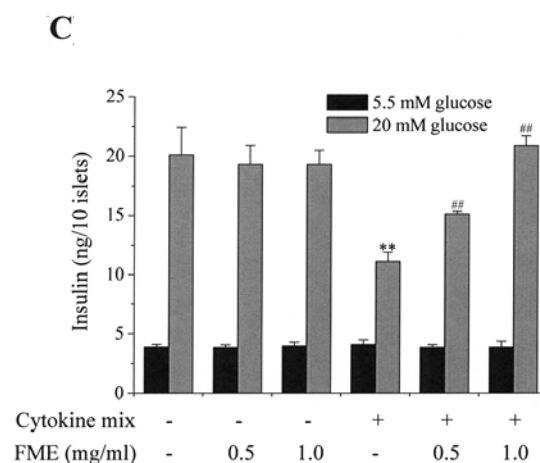 C
25
20
15
10
5
0
Insulin (ng/10 islets)
5.5 mM glucose
20 mM glucose
**
##
##
Cytokine mix - - - + + +
FME (mg/ml) - 0.5 1.0 - 0.5 1.0